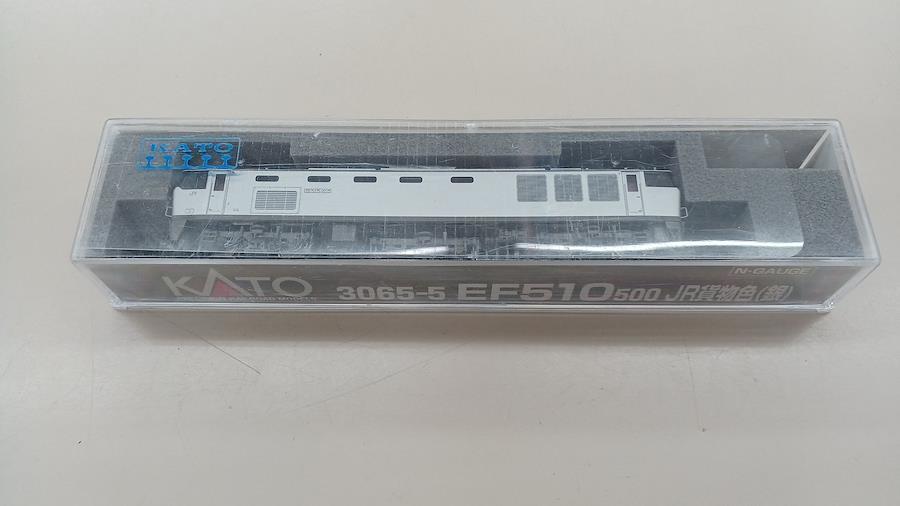 KATO
N-GAUGE
KATO 3065-5 EF510 500 JR貨物色(銀)